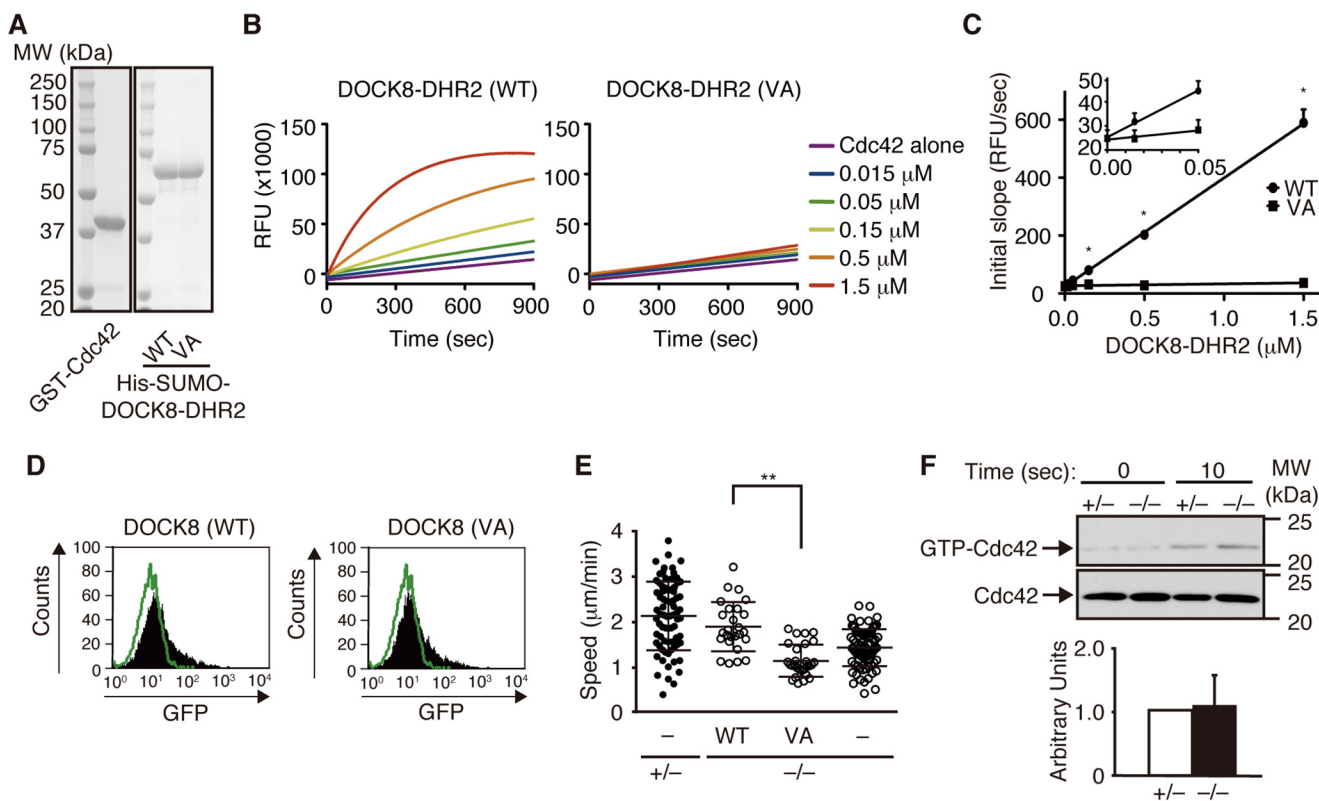 A
MW (kDa)
250
150
100
75
50
37
25
20
GST-Cdc42
WT
VA
His-SUMO-
DOCK8-DHR2
B
DOCK8-DHR2 (WT)
DOCK8-DHR2 (VA)
RFU (x1000)
150
100
50
0
0
300
600
900
Time (sec)
150
100
50
0
0
300
600
900
Time (sec)
Cdc42 alone
0.015 μM
0.05 μM
0.15 μM
0.5 μM
1.5 μM
C
Initial slope (RFU/sec)
600
400
200
0
50
40
30
20
0.00
0.05
*
*
*
WT
VA
0.0
0.5
1.0
1.5
DOCK8-DHR2 (μM)
D
DOCK8 (WT)
DOCK8 (VA)
Counts
100
80
60
40
20
0
10⁰ 10¹ 10² 10³ 10⁴
GFP
Counts
100
80
60
40
20
0
10⁰ 10¹ 10² 10³ 10⁴
GFP
E
**
Speed (μm/min)
4
3
2
1
0
– WT VA –
+/– –/–
F
Time (sec): 0 10 MW
(kDa)
+/– –/– +/– –/–
25
GTP-Cdc42
20
25
Cdc42
20
Arbitrary Units
2.0
1.0
0
+/– –/–